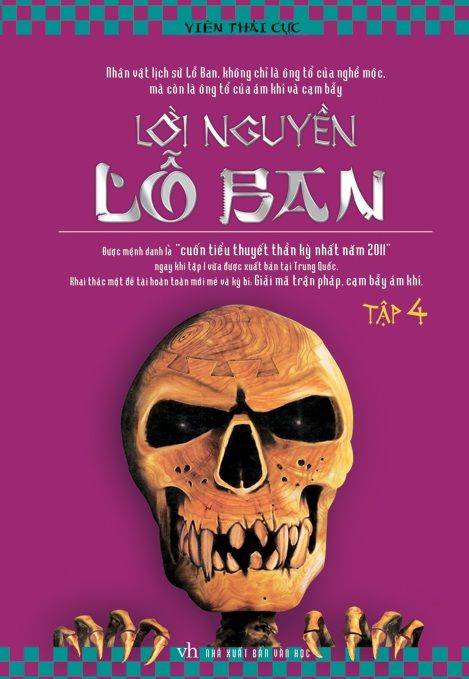 VIÊN THÁI CỰC
Nhân vật lịch sử Lỗ Ban, không chỉ là ông tổ của nghề mộc,
mà còn là ông tổ của ám khí và cạm bẫy
LỜI NGUYỀN
LỖ BAN
Được mệnh danh là "cuốn tiểu thuyết thần kỳ nhất năm 2011"
ngay khi tập 1 vừa được xuất bản tại Trung Quốc.
Khai thác một đề tài hoàn toàn mới mẻ và kỳ bí: Giải mã trận pháp, cạm bẫy ám khí.
TẬP 4
vh NHÀ XUẤT BẢN VĂN HỌC